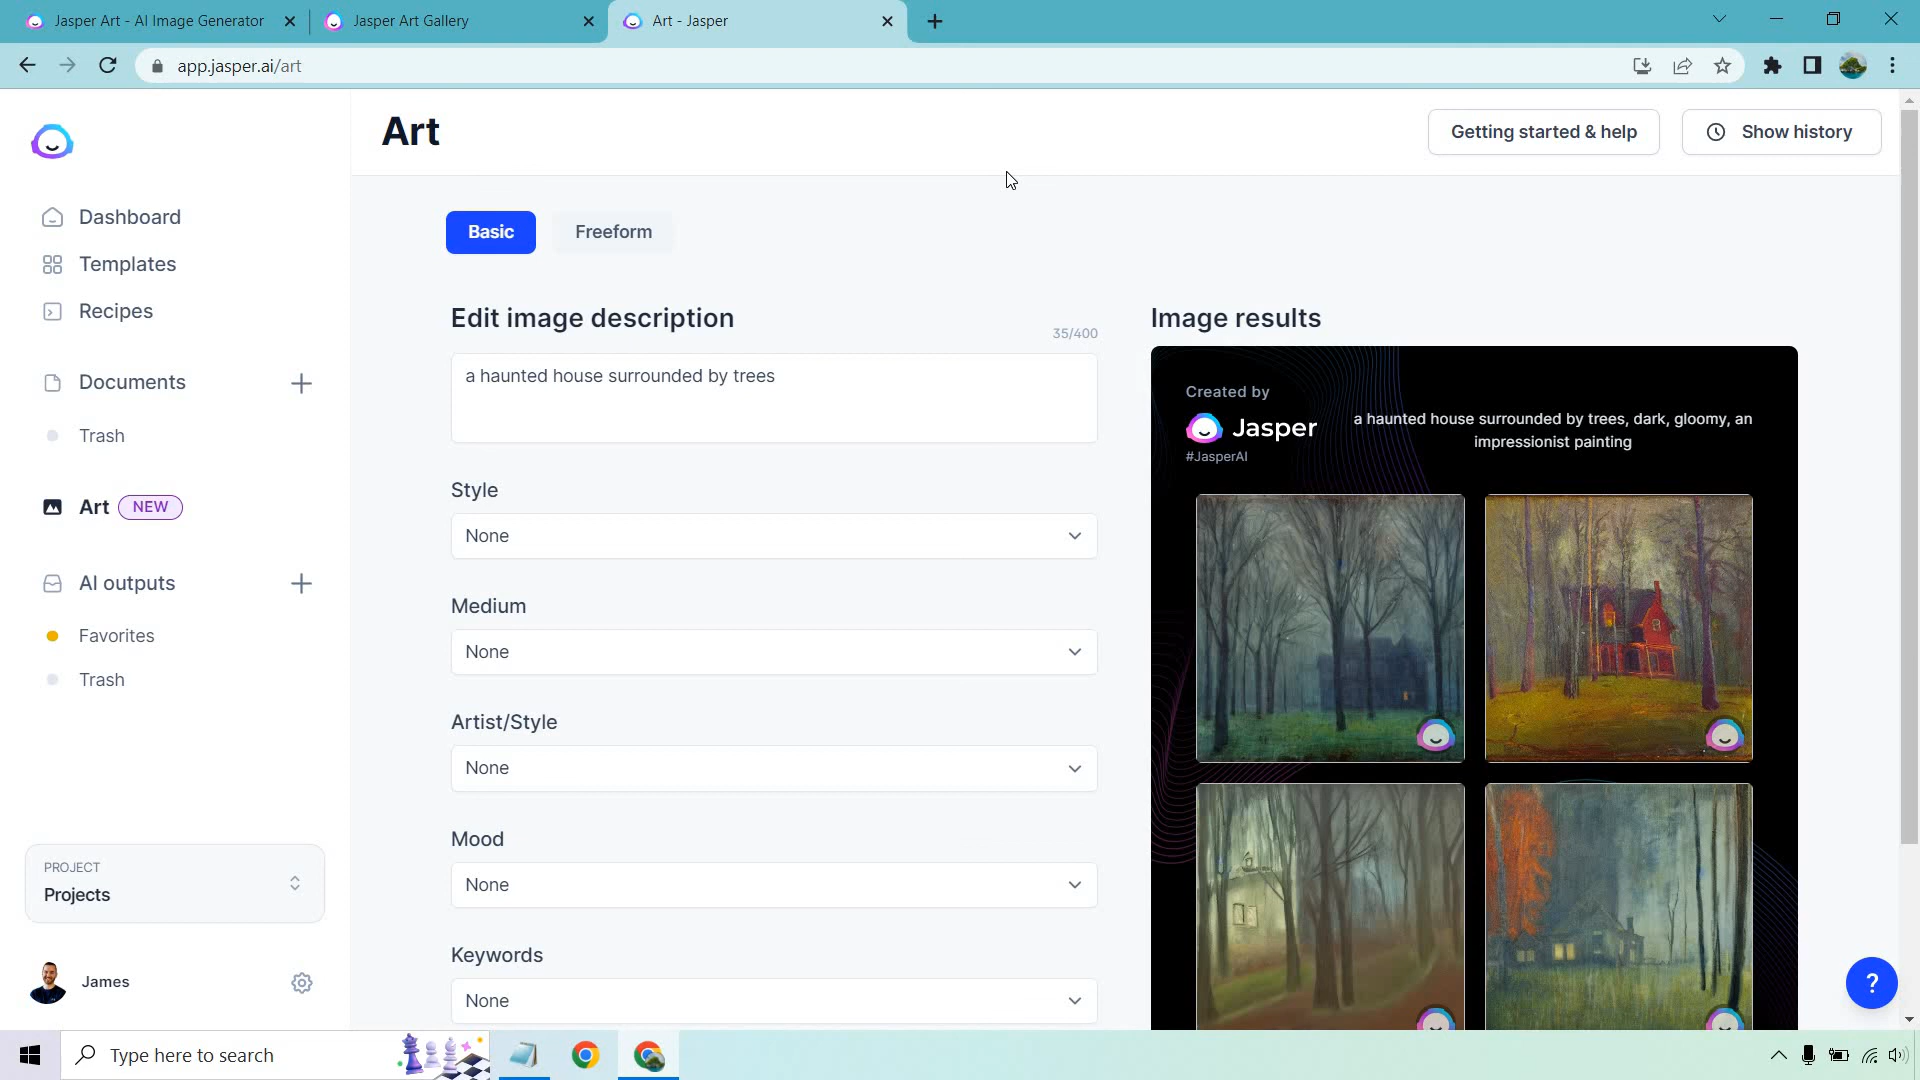 Jasper Art - AI Image Generator
Jasper Art Gallery
Art - Jasper
app.jasper.ai/art
Art
Getting started & help
Show history
Dashboard
Templates
Recipes
Documents
Trash
Art NEW
AI outputs
Favorites
Trash
PROJECT
Projects
James
Basic
Freeform
Edit image description
35/400
a haunted house surrounded by trees
Style
None
Medium
None
Artist/Style
None
Mood
None
Keywords
None
Image results
Created by
Jasper
#JasperAI
a haunted house surrounded by trees, dark, gloomy, an
impressionist painting
?
Type here to search